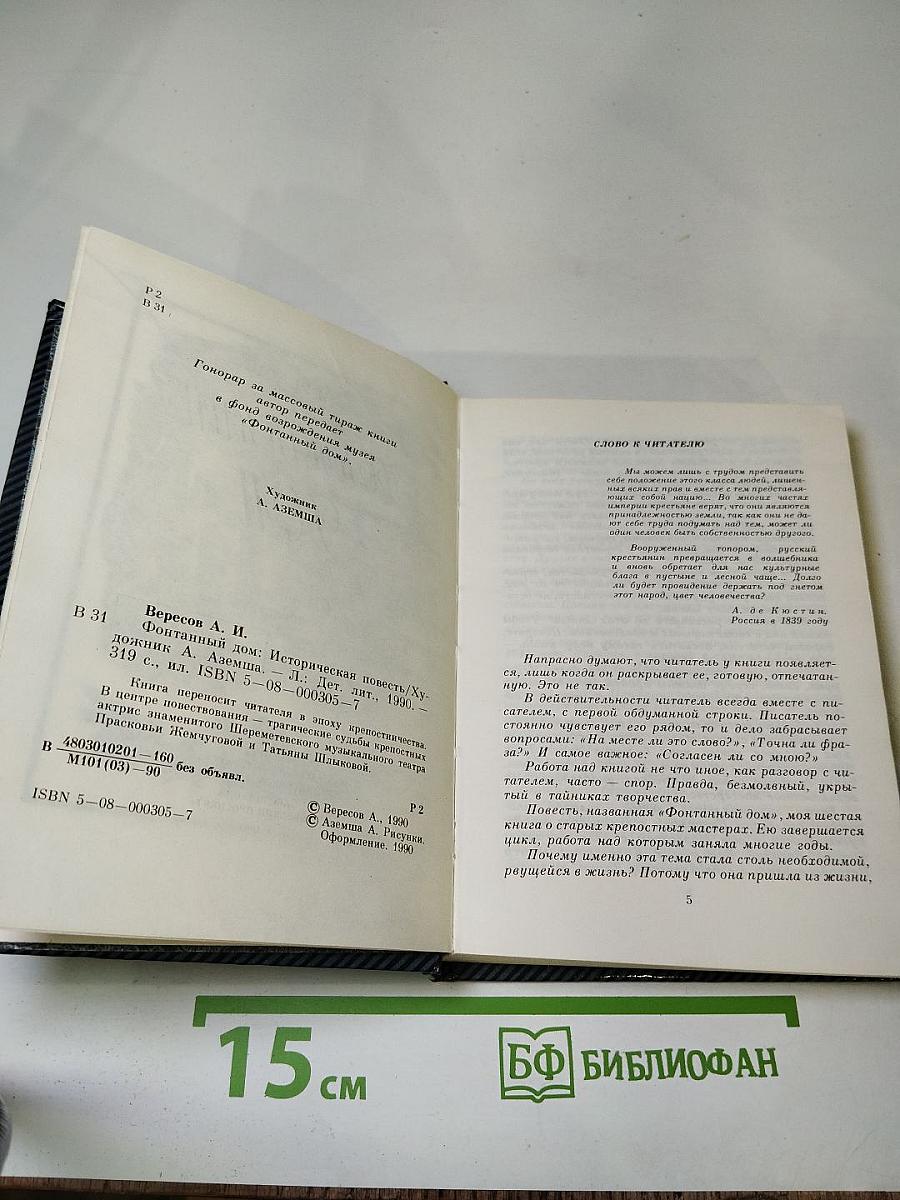 Р 2
В 31
Гонорар за массовый тираж книги
автор передает
в фонд возрождения музея
«Фонтанный дом».
Художник
А. АЗЕМША
Вересов А. И.
В 31 Фонтанный дом: Историческая повесть/Ху-
дожник А. Аземша. — Л.: Дет. лит., 1990. —
319 с., ил. ISBN 5—08—000305—7
Книга переносит читателя в эпоху крепостничества.
В центре повествования — трагические судьбы крепостных
актрис знаменитого Шереметевского музыкального театра
Прасковьи Жемчуговой и Татьяны Шлыковой.
В 4803010201—160
М101(03)—90 без объявл.
Р 2
ISBN 5—08—000305—7
© Вересов А., 1990
© Аземша А. Рисунки.
Оформление. 1990
СЛОВО К ЧИТАТЕЛЮ
Мы можем лишь с трудом представить
себе положение этого класса людей, лишен-
ных всяких прав и вместе с тем представля-
ющих собой нацию... Во многих частях
империи крестьяне верят, что они являются
принадлежностью земли, так как они не да-
ют себе труда подумать над тем, может ли
один человек быть собственностью другого.
Вооруженный топором, русский
крестьянин превращается в волшебника
и вновь обретает для нас культурные
блага в пустыне и лесной чаще... Долго
ли будет провидение держать под гнетом
этот народ, цвет человечества?
А. де Кюстин.
Россия в 1839 году
Напрасно думают, что читатель у книги появляет-
ся, лишь когда он раскрывает ее, готовую, отпечатан-
ную. Это не так.
В действительности читатель всегда вместе с пи-
сателем, с первой обдуманной строки. Писатель по-
стоянно чувствует его рядом, то и дело забрасывает
вопросами: «На месте ли это слово?», «Точна ли фра-
за?» И самое важное: «Согласен ли со мною?»
Работа над книгой не что иное, как разговор с чи-
тателем, часто — спор. Правда, безмолвный, укры-
тый в тайниках творчества.
Повесть, названная «Фонтанный дом», моя шестая
книга о старых крепостных мастерах. Ею завершается
цикл, работа над которым заняла многие годы.
Почему именно эта тема стала столь необходимой,
рвущейся в жизнь? Потому что она пришла из жизни,
5
15 см
БФ БИБЛИОФАН